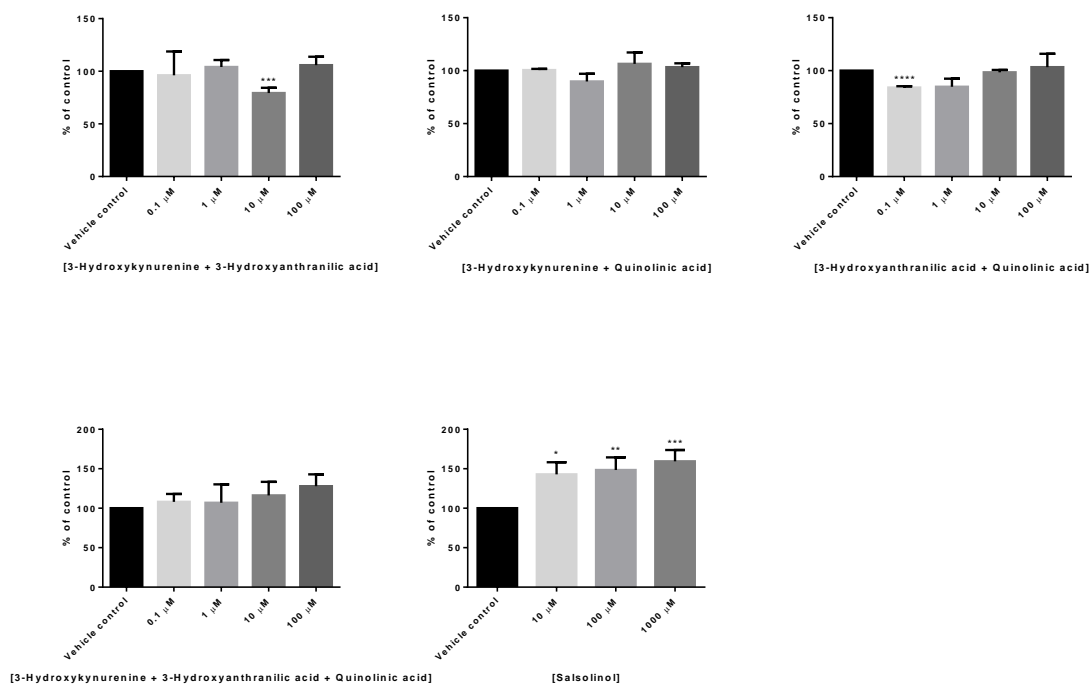 150
100
50
0
% of control
***
Vehicle control
0.1 μM
1 μM
10 μM
100 μM
[3-Hydroxykynurenine + 3-Hydroxyanthranilic acid]
150
100
50
0
% of control
Vehicle control
0.1 μM
1 μM
10 μM
100 μM
[3-Hydroxykynurenine + Quinolinic acid]
150
100
50
0
% of control
****
Vehicle control
0.1 μM
1 μM
10 μM
100 μM
[3-Hydroxyanthranilic acid + Quinolinic acid]
200
150
100
50
0
% of control
Vehicle control
0.1 μM
1 μM
10 μM
100 μM
[3-Hydroxykynurenine + 3-Hydroxyanthranilic acid + Quinolinic acid]
200
150
100
50
0
% of control
*
**
***
Vehicle control
10 μM
100 μM
1000 μM
[Salsolinol]